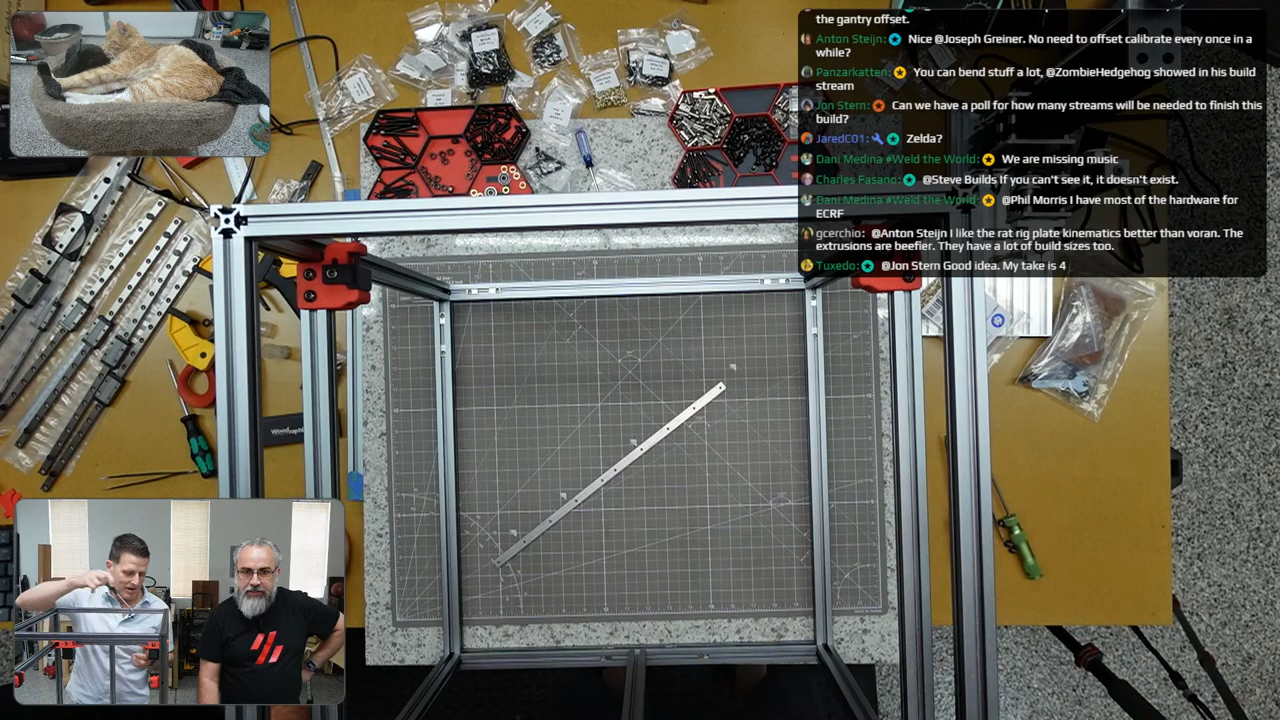 the gantry offset.
Anton Steijn: Nice @Joseph Greiner. No need to offset calibrate every once in a
while?
Panzarkatten: You can bend stuff a lot, @ZombieHedgehog showed in his build
stream
Jon Stern: Can we have a poll for how many streams will be needed to finish this
build?
JaredC01: Zelda?
Dani Medina #Weld the World: We are missing music
Charles Fasano: @Steve Builds If you can't see it, it doesn't exist.
Dani Medina #Weld the World: @Phil Morris I have most of the hardware for
ECRF
gcerchio: @Anton Steijn I like the rat rig plate kinematics better than voran. The
extrusions are beefier. They have a lot of build sizes too.
Tuxedo: @Jon Stern Good idea. My take is 4